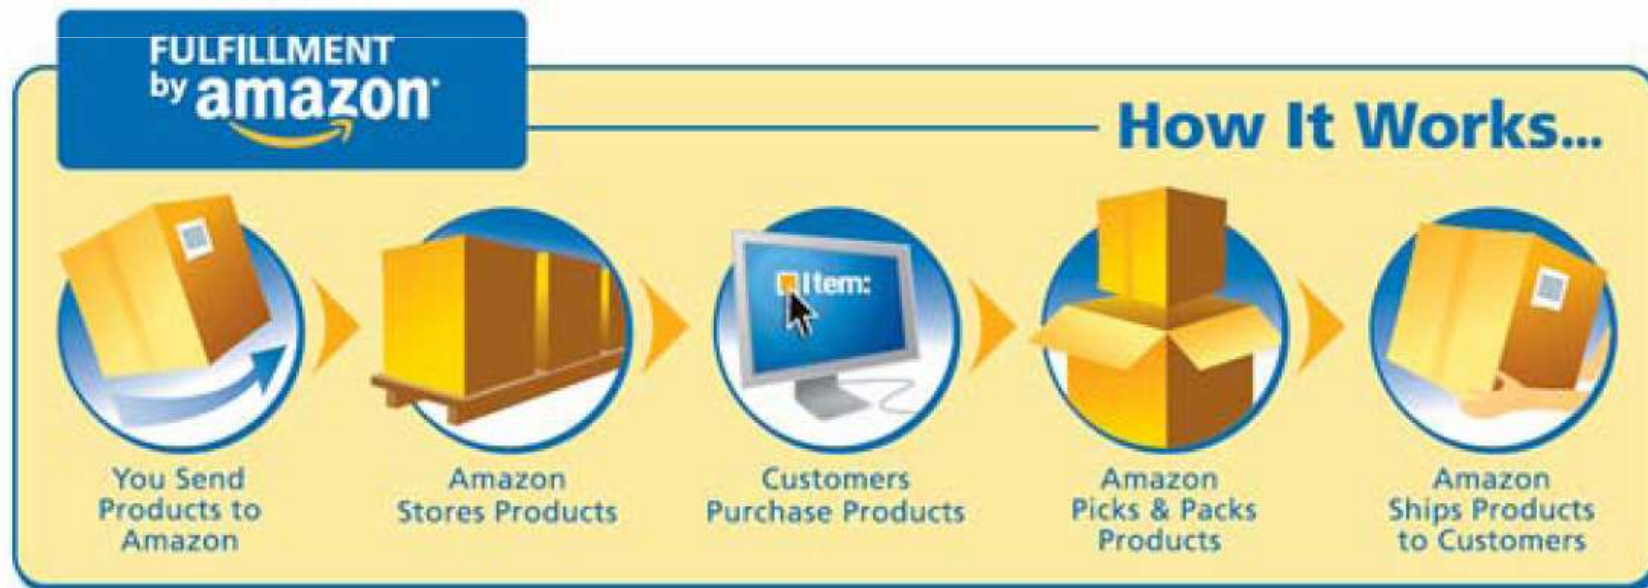 FULFILLMENT
by amazon
How It Works...
Item:
You Send
Products to
Amazon
Amazon
Stores Products
Customers
Purchase Products
Amazon
Picks & Packs
Products
Amazon
Ships Products
to Customers